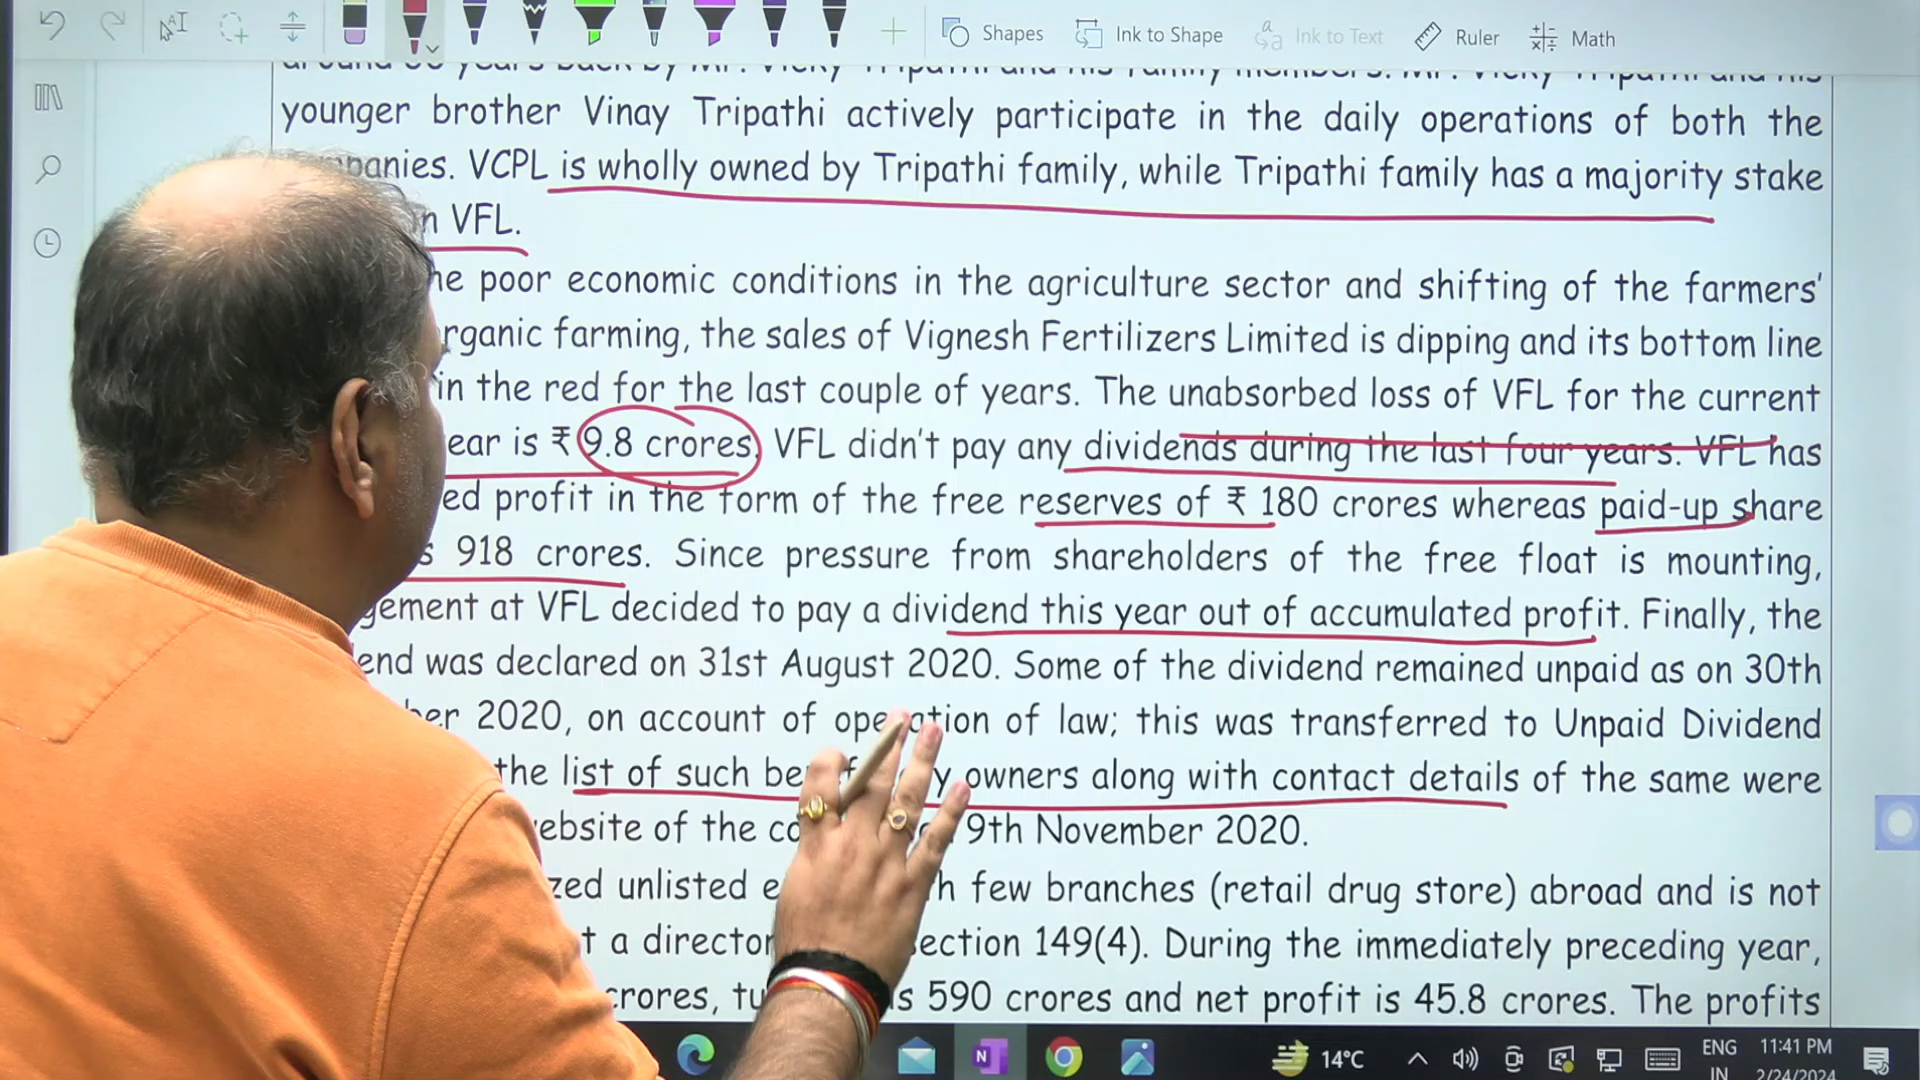 Shapes Ink to Shape Ink to Text Ruler Math
younger brother Vinay Tripathi actively participate in the daily operations of both the
panies. VCPL is wholly owned by Tripathi family, while Tripathi family has a majority stake
n VFL.
he poor economic conditions in the agriculture sector and shifting of the farmers'
rganic farming, the sales of Vignesh Fertilizers Limited is dipping and its bottom line
in the red for the last couple of years. The unabsorbed loss of VFL for the current
ear is ₹ 9.8 crores. VFL didn't pay any dividends during the last four years. VFL has
ed profit in the form of the free reserves of ₹ 180 crores whereas paid-up share
s 918 crores. Since pressure from shareholders of the free float is mounting,
gement at VFL decided to pay a dividend this year out of accumulated profit. Finally, the
end was declared on 31st August 2020. Some of the dividend remained unpaid as on 30th
er 2020, on account of operation of law; this was transferred to Unpaid Dividend
the list of such be y owners along with contact details of the same were
ebsite of the co 9th November 2020.
zed unlisted e h few branches (retail drug store) abroad and is not
t a director ection 149(4). During the immediately preceding year,
crores, tu is 590 crores and net profit is 45.8 crores. The profits
14°C ENG IN 11:41 PM 2/24/2024